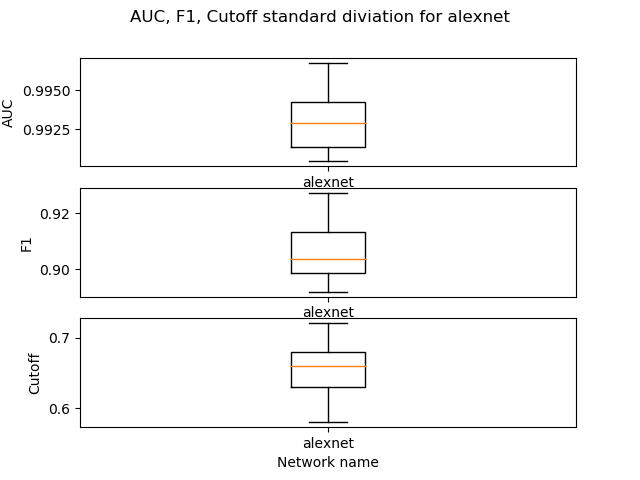 AUC, F1, Cutoff standard diviation for alexnet
0.9950
0.9925
AUC
alexnet
0.92
0.90
F1
alexnet
0.7
0.6
Cutoff
alexnet
Network name